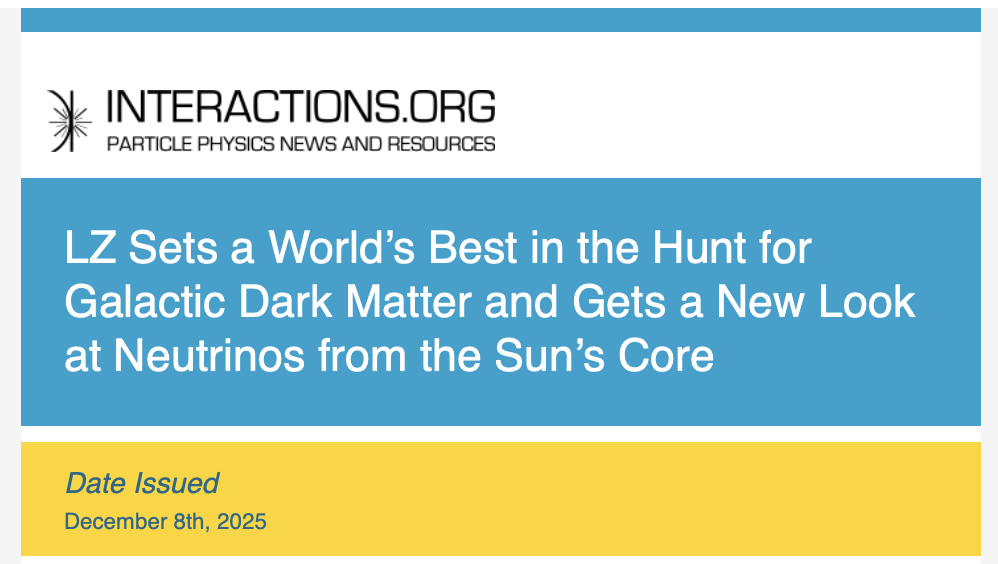 INTERACTIONS.ORG
PARTICLE PHYSICS NEWS AND RESOURCES
LZ Sets a World’s Best in the Hunt for
Galactic Dark Matter and Gets a New Look
at Neutrinos from the Sun’s Core
Date Issued
December 8th, 2025